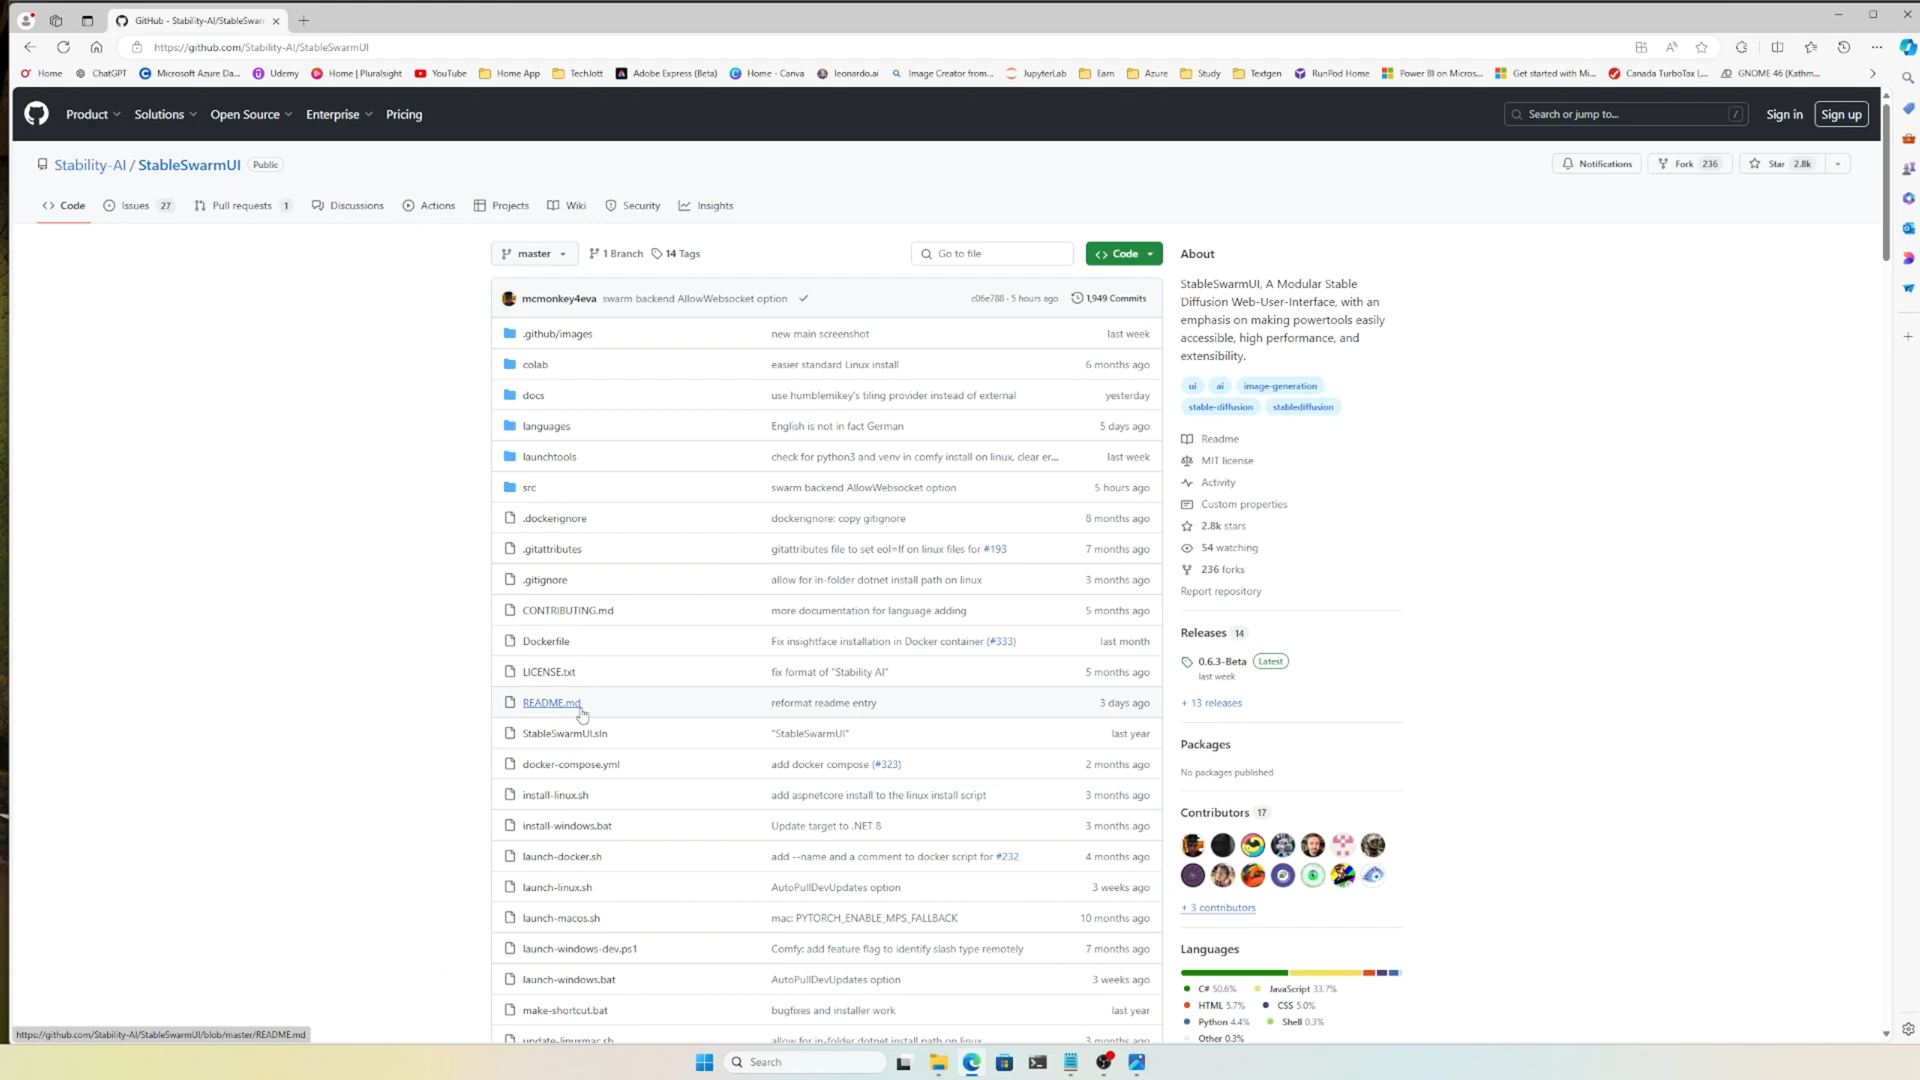 GitHub - Stability-AI/StableSwar
https://github.com/Stability-AI/StableSwarmUI
Home ChatGPT Microsoft Azure Da... Udemy Home | Pluralsight YouTube Home App Techlott Adobe Express (Beta) Home - Canva leonardo.ai Image Creator from... JupyterLab Earn Azure Study Textgen RunPod Home Power BI on Micros... Get started with Mi... Canada TurboTax L... GNOME 46 (Kathm...
Product Solutions Open Source Enterprise Pricing Search or jump to... / Sign in Sign up
Stability-AI / StableSwarmUI Public Notifications Fork 236 Star 2.8k
Code Issues 27 Pull requests 1 Discussions Actions Projects Wiki Security Insights
master 1 Branch 14 Tags Go to file Code
mcmonkey4eva swarm backend AllowWebsocket option c06e788 · 5 hours ago 1,949 Commits
.github/images new main screenshot last week
colab easier standard Linux install 6 months ago
docs use humblemikey's tiling provider instead of external yesterday
languages English is not in fact German 5 days ago
launchtools check for python3 and venv in comfy install on linux, clear er... last week
src swarm backend AllowWebsocket option 5 hours ago
.dockerignore dockerignore: copy gitignore 8 months ago
.gitattributes gitattributes file to set eol=lf on linux files for #193 7 months ago
.gitignore allow for in-folder dotnet install path on linux 3 months ago
CONTRIBUTING.md more documentation for language adding 5 months ago
Dockerfile Fix insightface installation in Docker container (#333) last month
LICENSE.txt fix format of "Stability AI" 5 months ago
README.md reformat readme entry 3 days ago
StableSwarmUI.sln "StableSwarmUI" last year
docker-compose.yml add docker compose (#323) 2 months ago
install-linux.sh add aspnetcore install to the linux install script 3 months ago
install-windows.bat Update target to .NET 8 3 months ago
launch-docker.sh add --name and a comment to docker script for #232 4 months ago
launch-linux.sh AutoPullDevUpdates option 3 weeks ago
launch-macos.sh mac: PYTORCH_ENABLE_MPS_FALLBACK 10 months ago
launch-windows-dev.ps1 Comfy: add feature flag to identify slash type remotely 7 months ago
launch-windows.bat AutoPullDevUpdates option 3 weeks ago
make-shortcut.bat bugfixes and installer work last year
update-linuxmac.sh allow for in-folder dotnet install path on linux 3 months ago
About
StableSwarmUI, A Modular Stable
Diffusion Web-User-Interface, with an
emphasis on making powertools easily
accessible, high performance, and
extensibility.
ui ai image-generation
stable-diffusion stablediffusion
Readme
MIT license
Activity
Custom properties
2.8k stars
54 watching
236 forks
Report repository
Releases 14
0.6.3-Beta Latest
last week
+ 13 releases
Packages
No packages published
Contributors 17
+ 3 contributors
Languages
C# 50.6% JavaScript 33.7%
HTML 5.7% CSS 5.0%
Python 4.4% Shell 0.3%
Other 0.3%
https://github.com/Stability-AI/StableSwarmUI/blob/master/README.md
Search